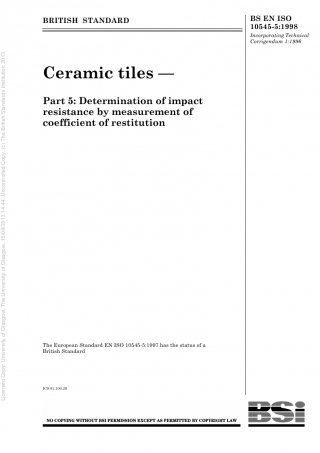 BRITISH STANDARD
BS EN ISO
10545-5:1998
Incorporating Technical
Corrigendum 1:1996
Ceramic tiles —
Part 5: Determination of impact
resistance by measurement of
coefficient of restitution
The European Standard EN ISO 10545-5:1997 has the status of a
British Standard
NO COPYING WITHOUT BSI PERMISSION EXCEPT AS PERMITTED BY COPYRIGHT LAW
BSi